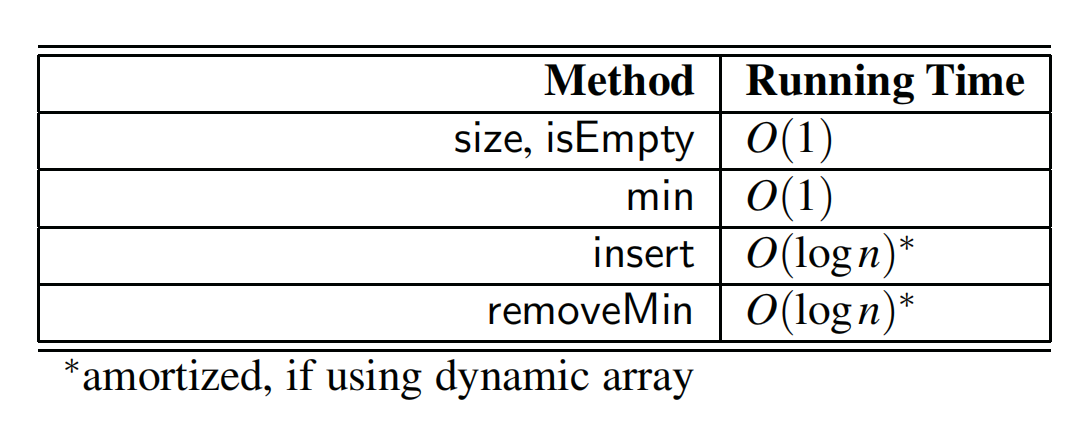 Method Running Time
size, isEmpty O(1)
min O(1)
insert O(log n)*
removeMin O(log n)*
*amortized, if using dynamic array